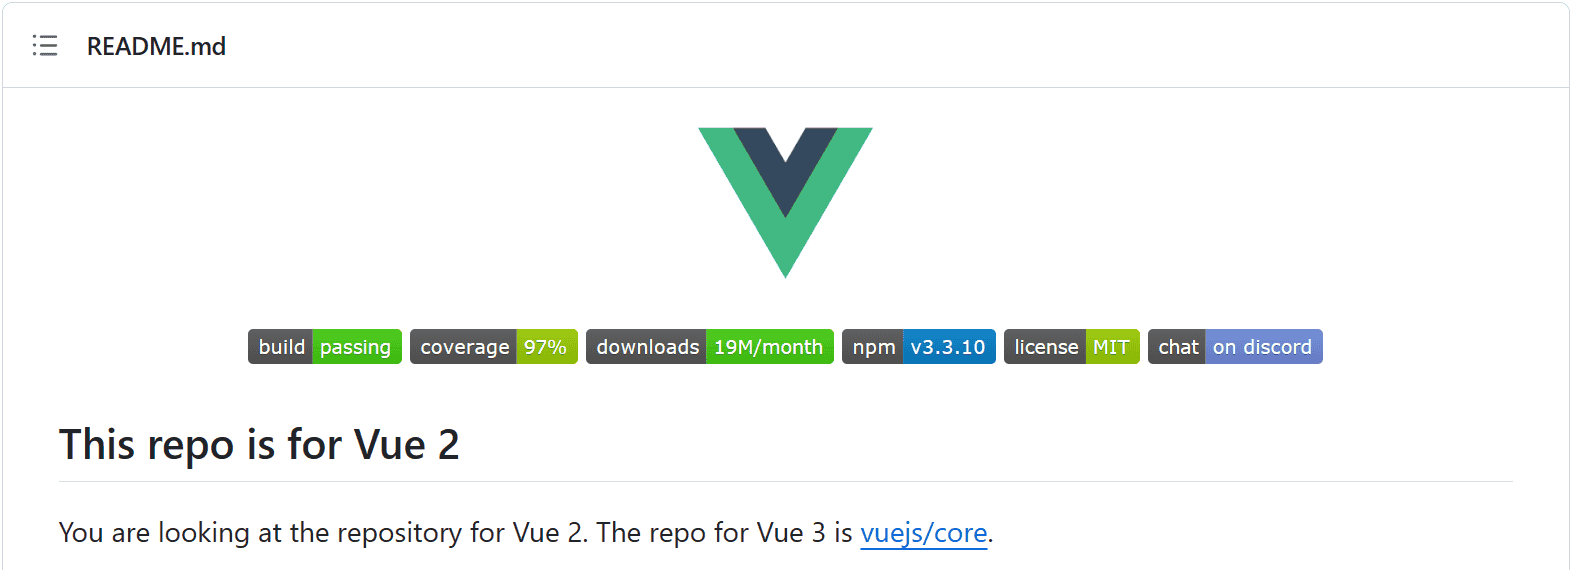 README.md
build passing coverage 97% downloads 19M/month npm v3.3.10 license MIT chat on discord
This repo is for Vue 2
You are looking at the repository for Vue 2. The repo for Vue 3 is vuejs/core.